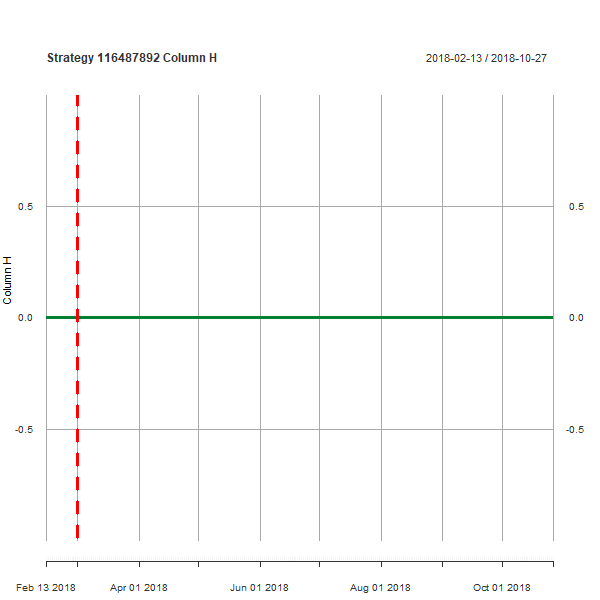 Strategy 116487892 Column H
2018-02-13 / 2018-10-27
0.5
0.5
Column H
0.0
0.0
-0.5
-0.5
Feb 13 2018
Apr 01 2018
Jun 01 2018
Aug 01 2018
Oct 01 2018